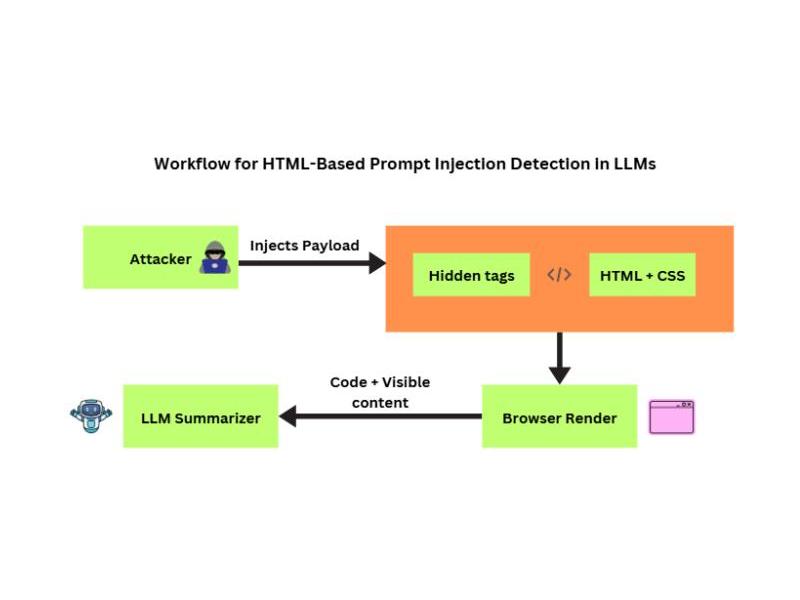 Workflow for HTML-Based Prompt Injection Detection in LLMs
Attacker
Injects Payload
Hidden tags
</>
HTML + CSS
Code + Visible
content
LLM Summarizer
Browser Render